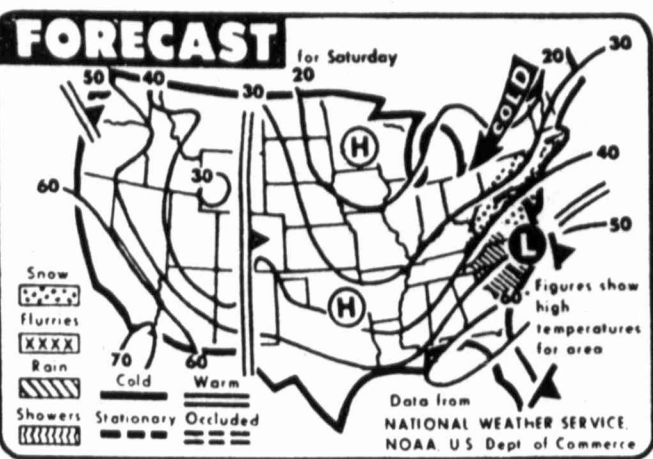 FORECAST
for Saturday
50 40 30 20 20 30
COLD
H
40
30
60
50
L
Snow
Flurries
Rain
Showers
H
60
Figures show
high
temperatures
for area
70 60
Cold Warm
Stationary Occluded
Data from
NATIONAL WEATHER SERVICE,
NOAA, U S Dept of Commerce